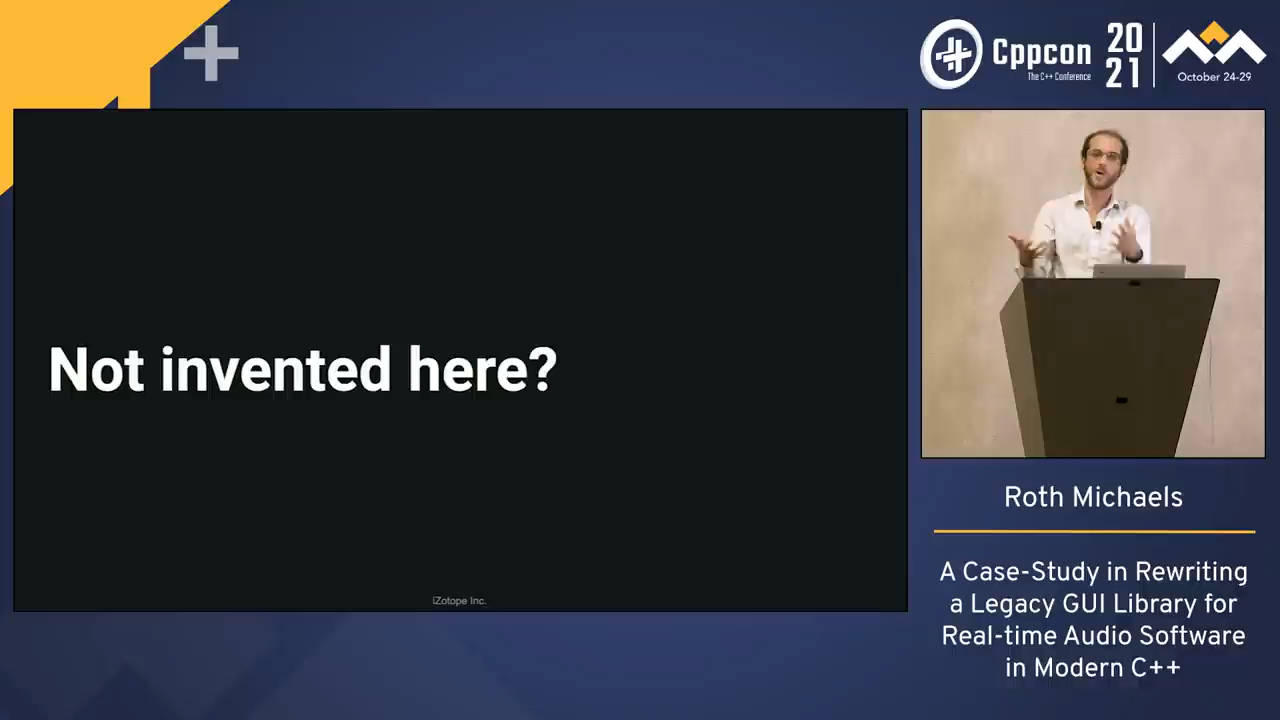 Cppcon
The C++ Conference
20
21
October 24-29
Not invented here?
iZotope Inc.
Roth Michaels
A Case-Study in Rewriting
a Legacy GUI Library for
Real-time Audio Software
in Modern C++